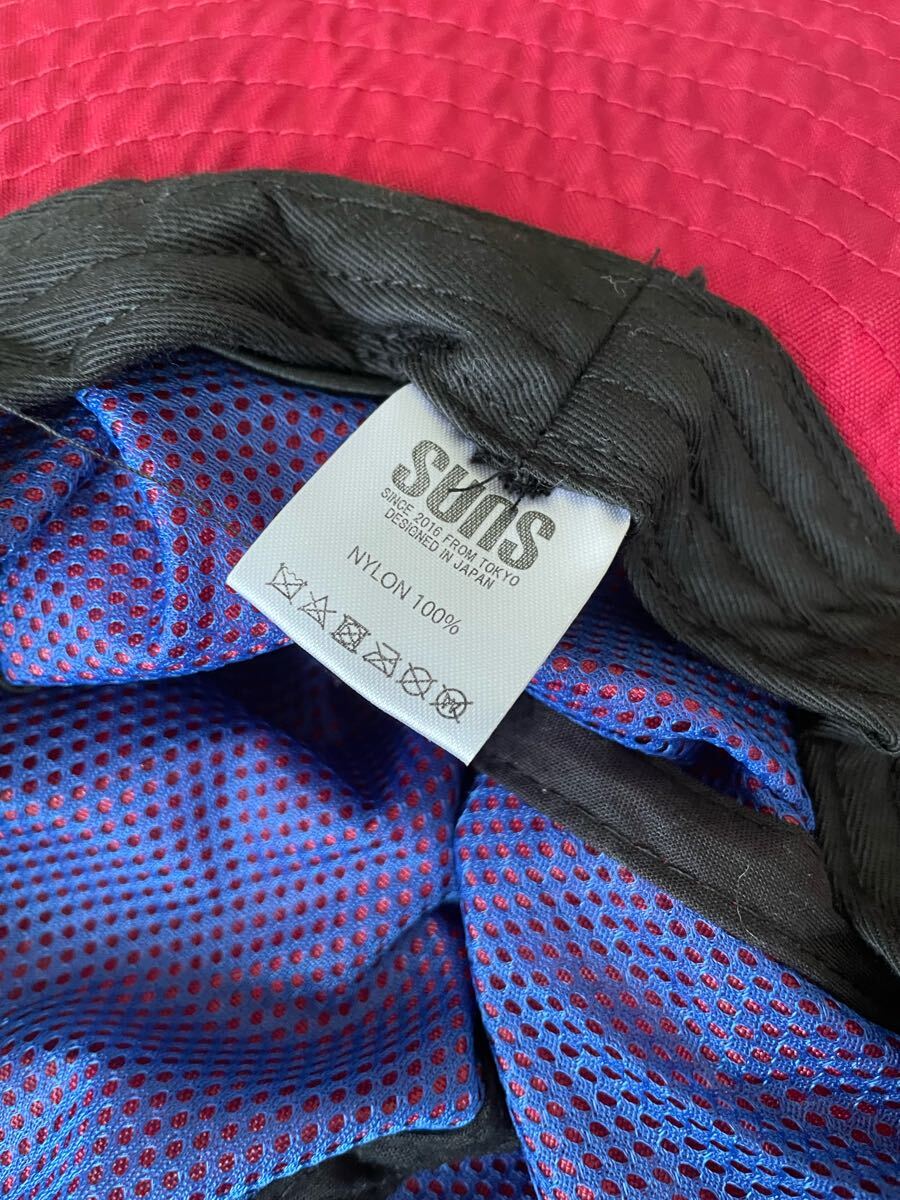 SUNS
SINCE 2016 FROM TOKYO
DESIGNED IN JAPAN
NYLON 100%